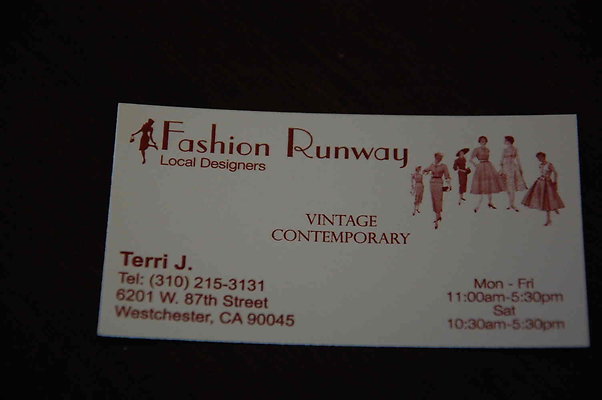 Fashion Runway
Local Designers
VINTAGE
CONTEMPORARY
Terri J.
Tel: (310) 215-3131
6201 W. 87th Street
Westchester, CA 90045
Mon - Fri
11:00am-5:30pm
Sat
10:30am-5:30pm